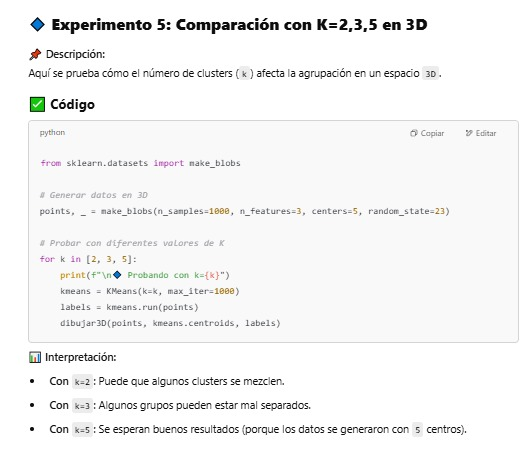 🔷 Experimento 5: Comparación con K=2,3,5 en 3D
📌 Descripción:
Aquí se prueba cómo el número de clusters (k) afecta la agrupación en un espacio 3D.
✅ Código
python Copiar Editar
from sklearn.datasets import make_blobs
# Generar datos en 3D
points, _ = make_blobs(n_samples=1000, n_features=3, centers=5, random_state=23)
# Probar con diferentes valores de K
for k in [2, 3, 5]:
    print(f"\n🔷 Probando con k={k}")
    kmeans = KMeans(k=k, max_iter=1000)
    labels = kmeans.run(points)
    dibujar3D(points, kmeans.centroids, labels)
📊 Interpretación:
• Con k=2: Puede que algunos clusters se mezclen.
• Con k=3: Algunos grupos pueden estar mal separados.
• Con k=5: Se esperan buenos resultados (porque los datos se generaron con 5 centros).